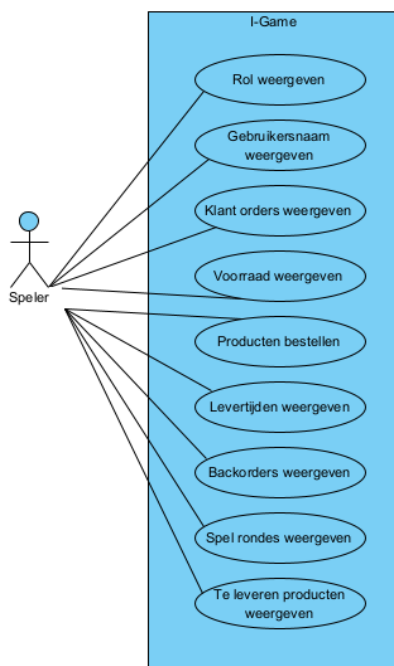 I-Game
Rol weergeven
Gebruikersnaam
weergeven
Klant orders weergeven
Voorraad weergeven
Speler
Producten bestellen
Levertijden weergeven
Backorders weergeven
Spel rondes weergeven
Te leveren producten
weergeven